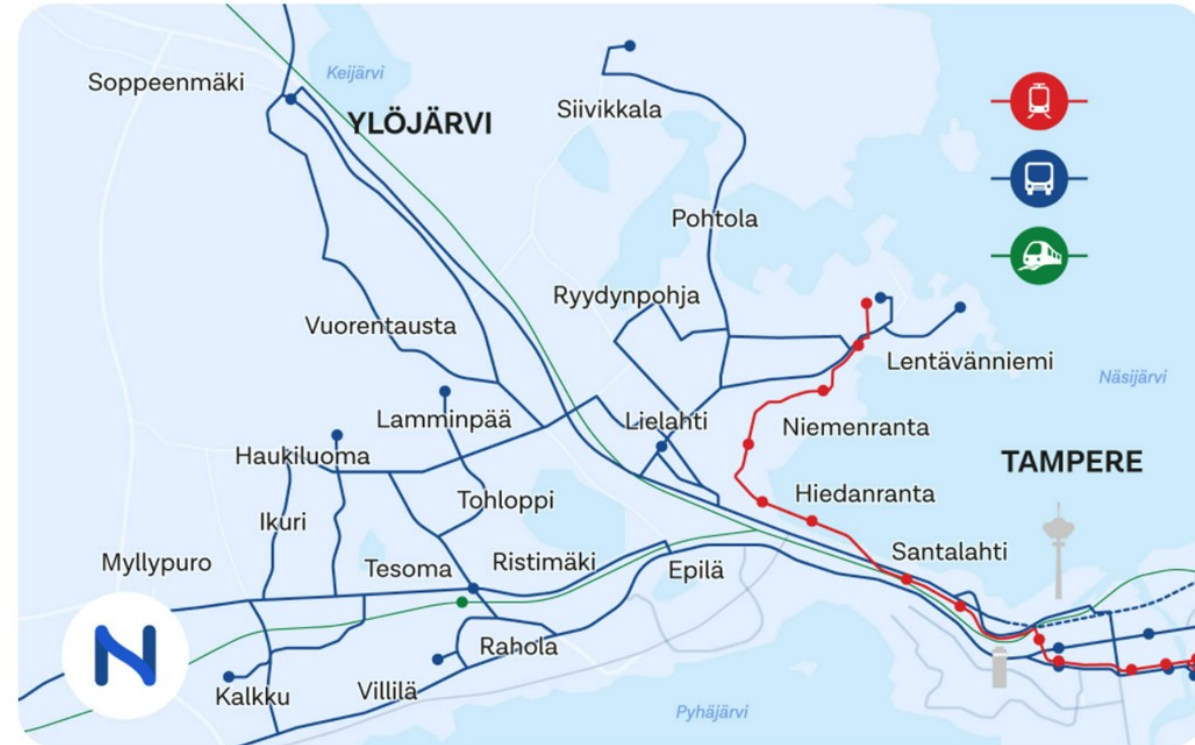 Soppeenmäki
Keijärvi
YLÖJÄRVI
Siivikkala
Pohtola
Ryydynpohja
Vuorentausta
Lentävänniemi
Näsijärvi
Lamminpää
Lielahti
Niemenranta
Haukiluoma
TAMPERE
Hiedanranta
Tohloppi
Ikuri
Santalahti
Myllypuro
Tesoma
Ristimäki
Epilä
Rahola
Kalkku
Villilä
Pyhäjärvi
N